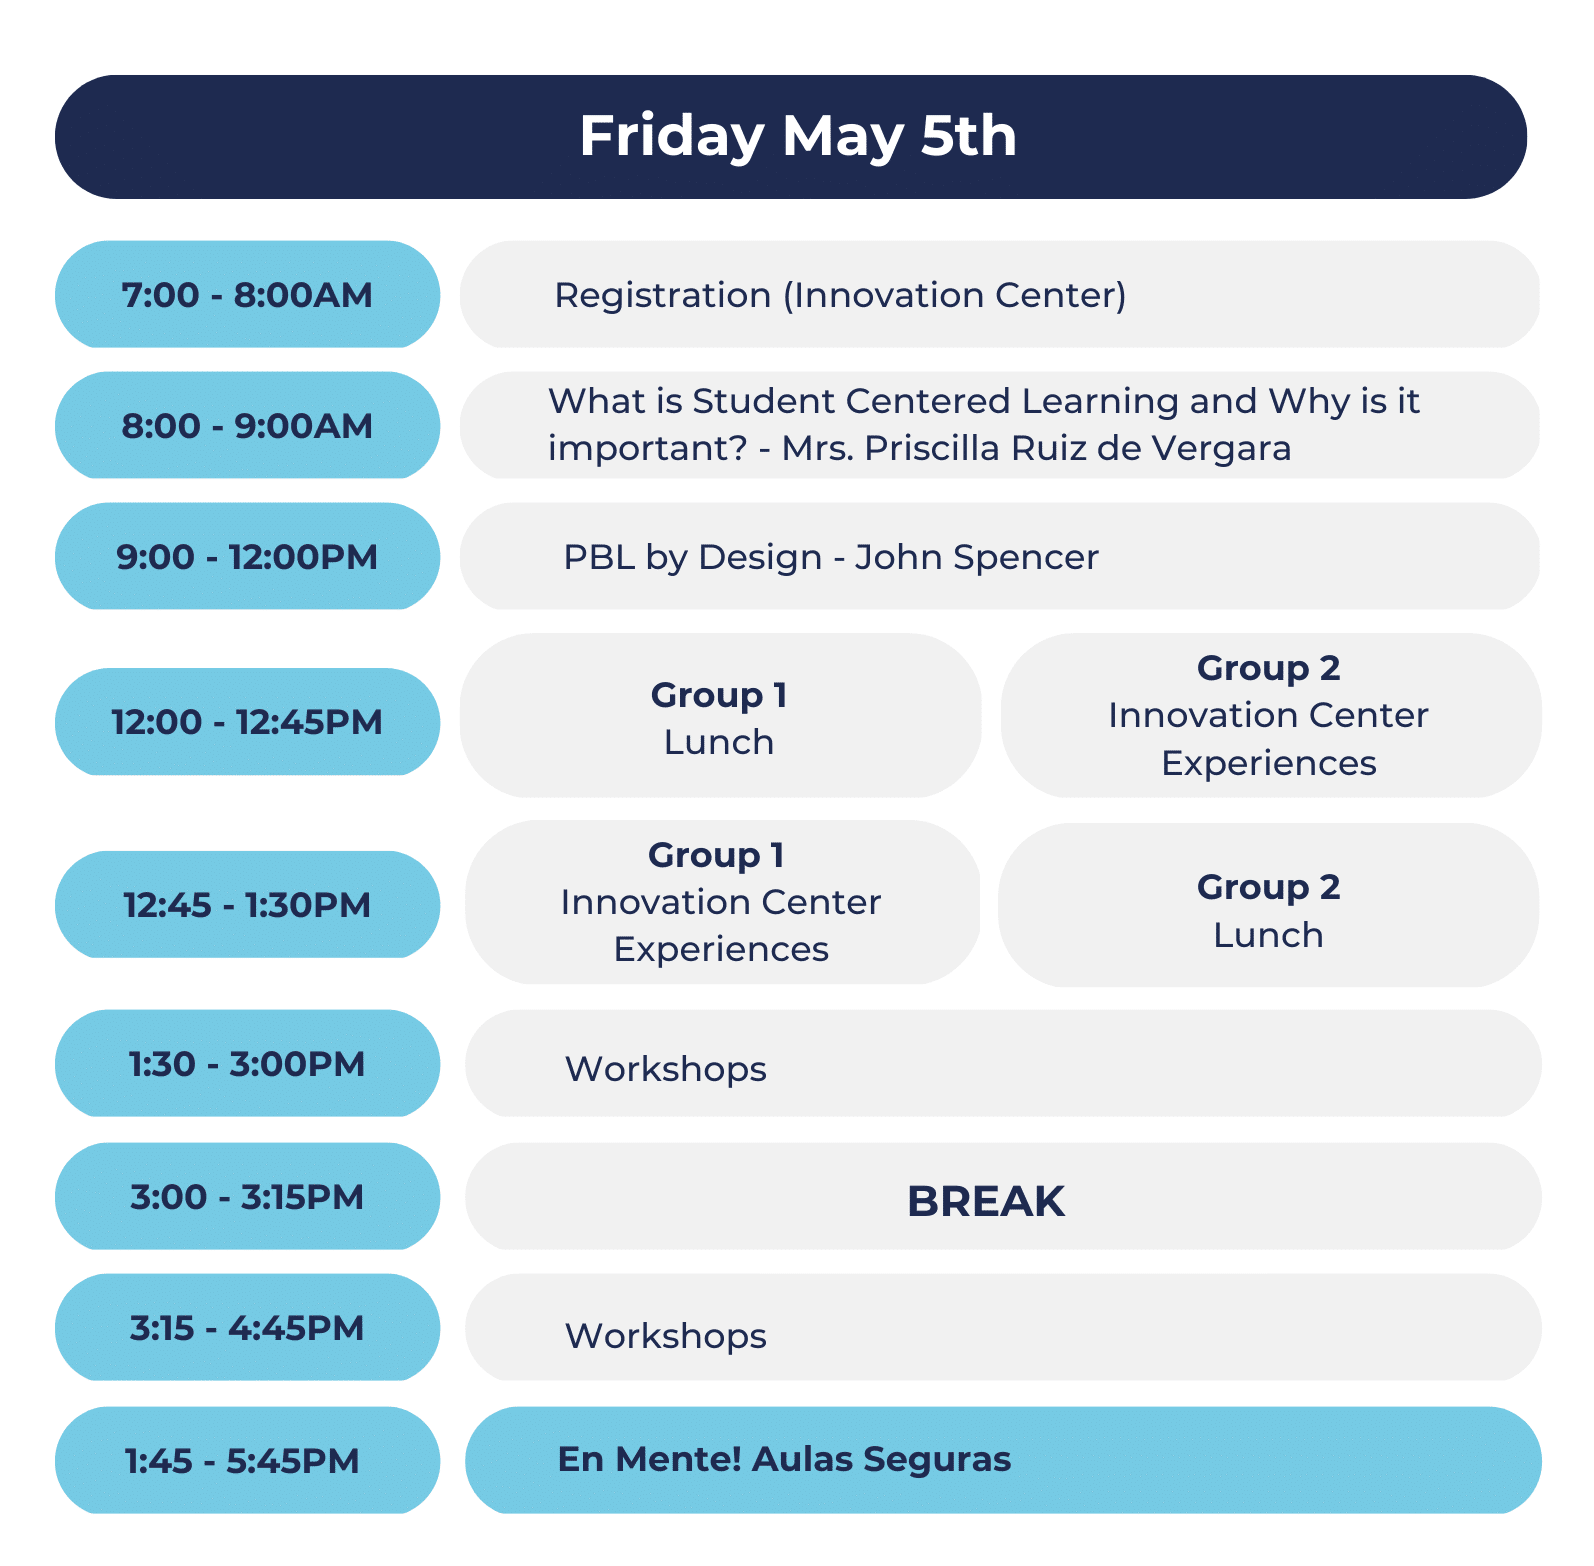 Friday May 5th
7:00 - 8:00AM
Registration (Innovation Center)
8:00 - 9:00AM
What is Student Centered Learning and Why is it
important? - Mrs. Priscilla Ruiz de Vergara
9:00 - 12:00PM
PBL by Design - John Spencer
12:00 - 12:45PM
Group 1
Lunch
Group 2
Innovation Center
Experiences
12:45 - 1:30PM
Group 1
Innovation Center
Experiences
Group 2
Lunch
1:30 - 3:00PM
Workshops
3:00 - 3:15PM
BREAK
3:15 - 4:45PM
Workshops
1:45 - 5:45PM
En Mente! Aulas Seguras